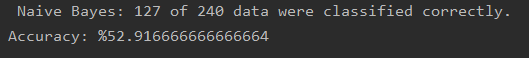 Naive Bayes: 127 of 240 data were classified correctly.
Accuracy: %52.916666666666664